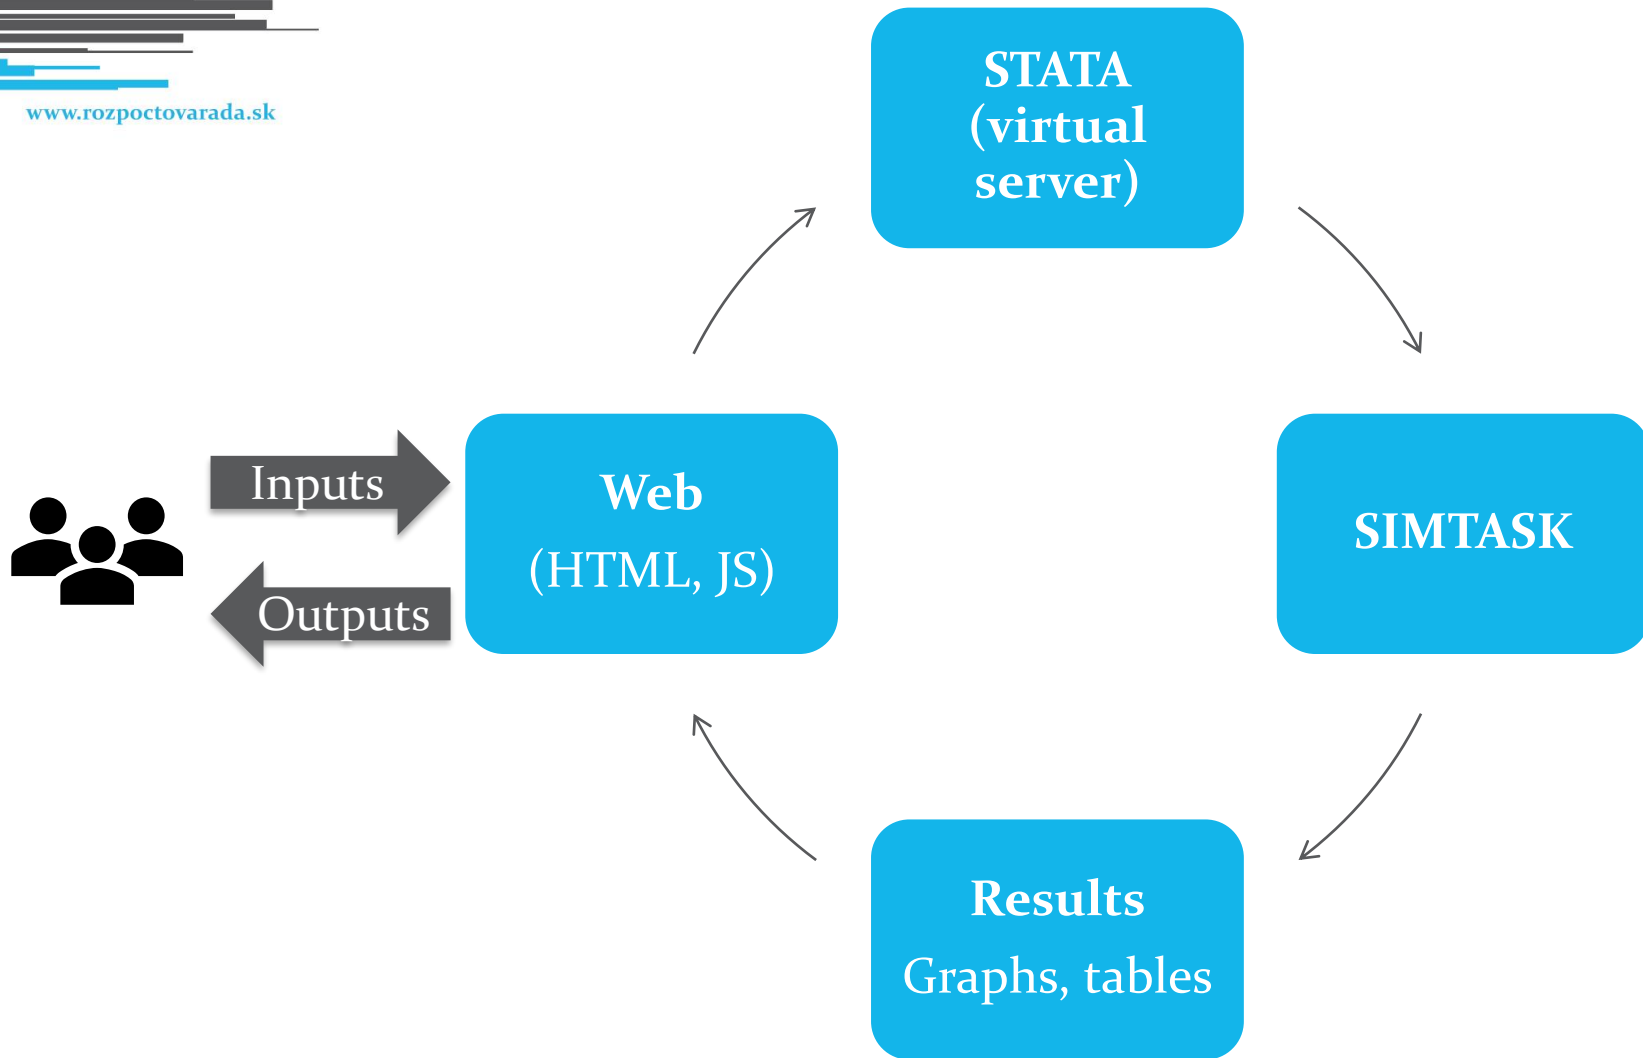 www.rozpoctovarada.sk
STATA
(virtual
server)
Inputs
Outputs
Web
(HTML, JS)
SIMTASK
Results
Graphs, tables